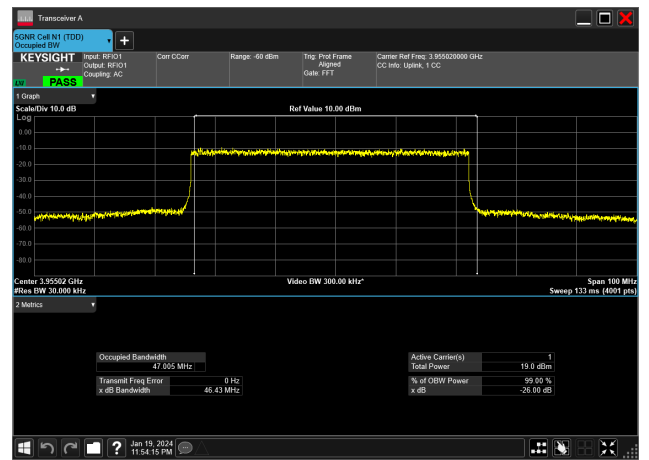 Transceiver A
5GNR Cell N1 (TDD)
Occupied BW
KEYSIGHT
LXI
PASS
Input: RFIO1
Output: RFIO1
Coupling: AC
Corr CCorr
Range: -60 dBm
Trig: Prot Frame
Aligned
Gate: FFT
Carrier Ref Freq: 3.955020000 GHz
CC Info: Uplink, 1 CC
1 Graph
Scale/Div 10.0 dB
Ref Value 10.00 dBm
Log
0.00
-10.0
-20.0
-30.0
-40.0
-50.0
-60.0
-70.0
-80.0
Center 3.95502 GHz
Video BW 300.00 kHz*
Span 100 MHz
#Res BW 30.000 kHz
Sweep 133 ms (4001 pts)
2 Metrics
Occupied Bandwidth
47.005 MHz
Active Carrier(s) 1
Total Power 19.0 dBm
Transmit Freq Error 0 Hz
x dB Bandwidth 46.43 MHz
% of OBW Power 99.00 %
x dB -26.00 dB
Jan 19, 2024
11:54:15 PM